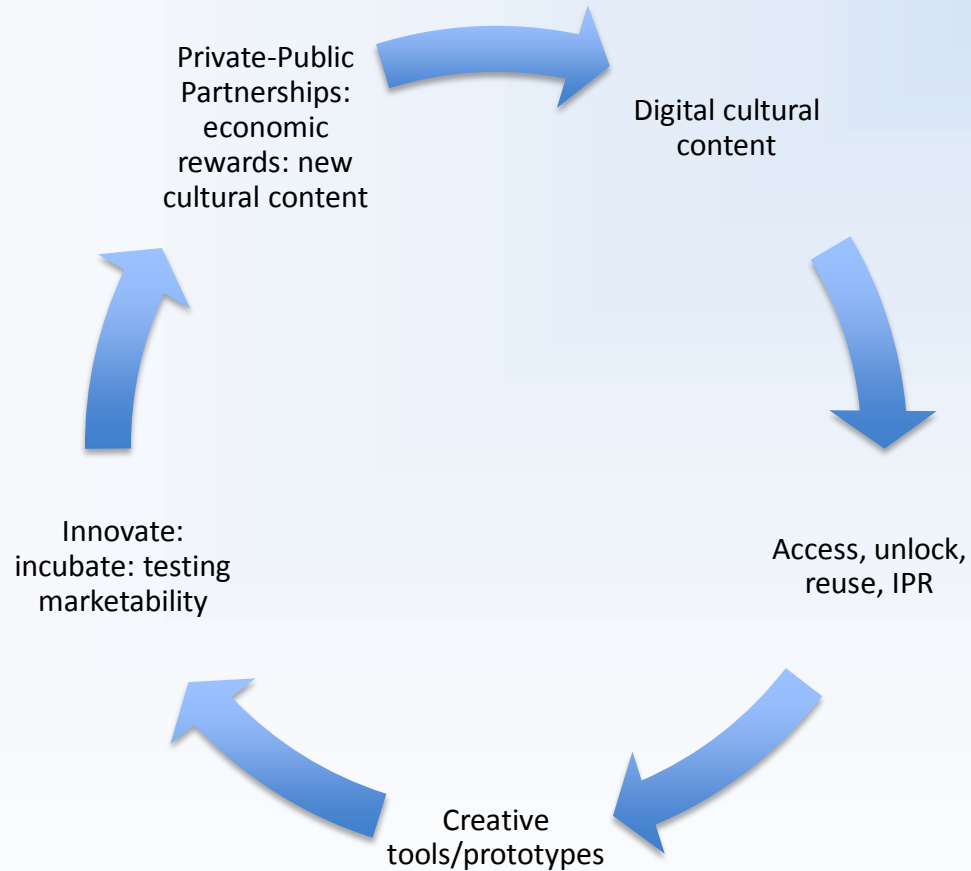 Private-Public
Partnerships:
economic
rewards: new
cultural content
Digital cultural
content
Access, unlock,
reuse, IPR
Creative
tools/prototypes
Innovate:
incubate: testing
marketability